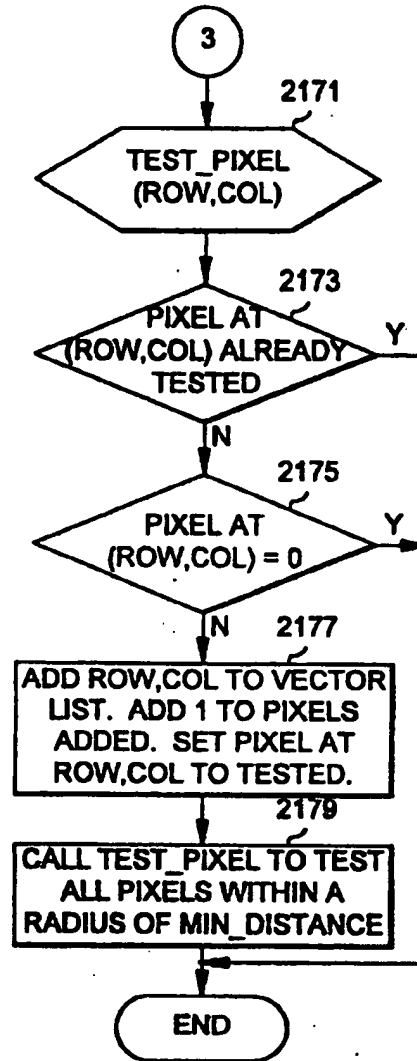 3
2171
TEST_PIXEL
(ROW,COL)
2173
PIXEL AT
(ROW,COL) ALREADY
TESTED
Y
N
2175
PIXEL AT
(ROW,COL) = 0
Y
N
2177
ADD ROW,COL TO VECTOR
LIST. ADD 1 TO PIXELS
ADDED. SET PIXEL AT
ROW,COL TO TESTED.
2179
CALL TEST_PIXEL TO TEST
ALL PIXELS WITHIN A
RADIUS OF MIN_DISTANCE
END